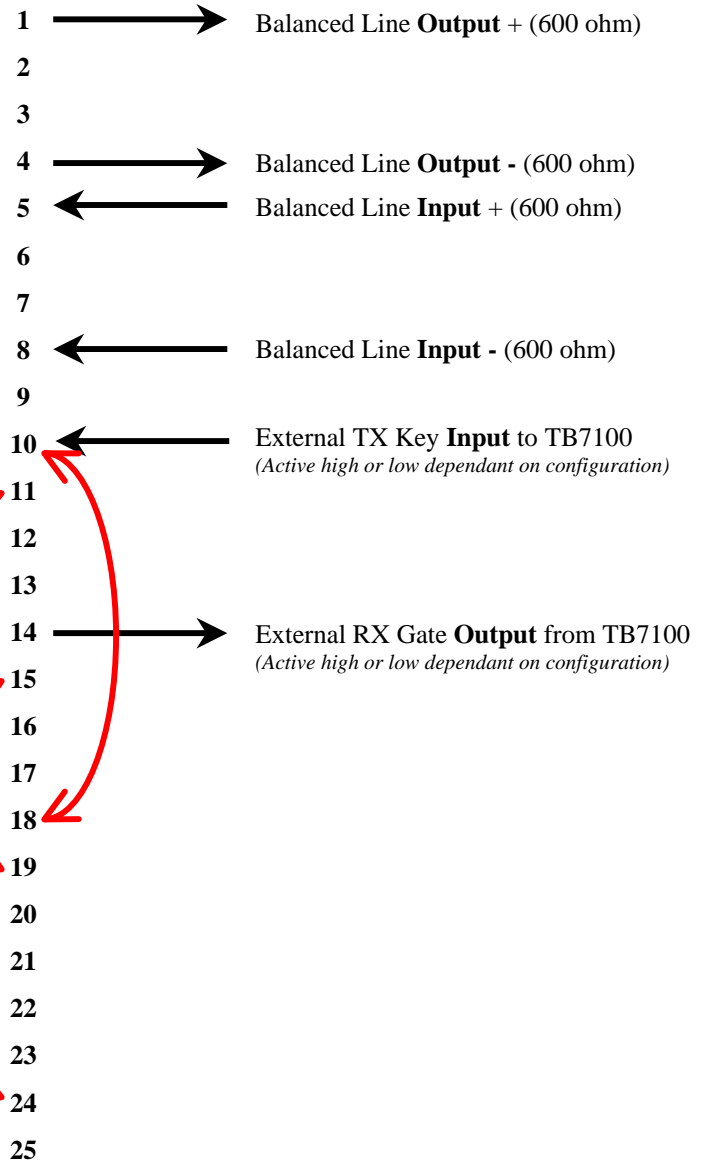 1 Balanced Line Output + (600 ohm)
2
3
4 Balanced Line Output - (600 ohm)
5 Balanced Line Input + (600 ohm)
6
7
8 Balanced Line Input - (600 ohm)
9
10 External TX Key Input to TB7100
(Active high or low dependant on configuration)
11
12
13
14 External RX Gate Output from TB7100
(Active high or low dependant on configuration)
15
16
17
18
19
20
21
22
23
24
25